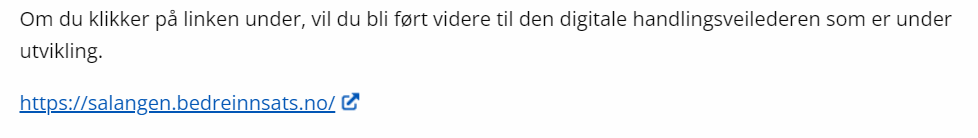 Om du klikker på linken under, vil du bli ført videre til den digitale handlingsveilederen som er under
utvikling.
https://salangen.bedreinnsats.no/